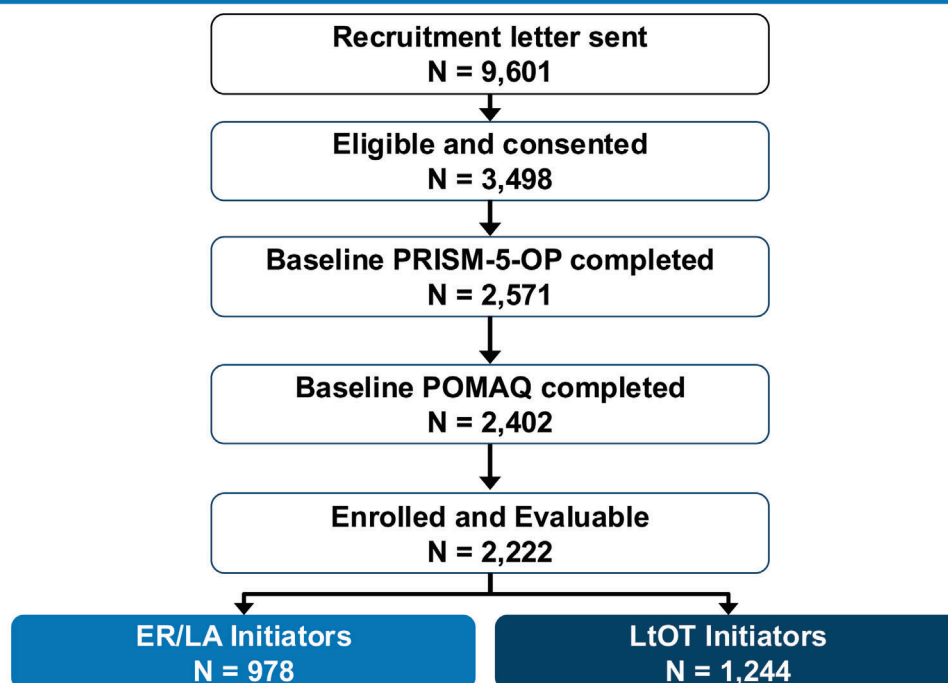 Recruitment letter sent
N = 9,601
Eligible and consented
N = 3,498
Baseline PRISM-5-OP completed
N = 2,571
Baseline POMAQ completed
N = 2,402
Enrolled and Evaluable
N = 2,222
ER/LA Initiators
N = 978
LtOT Initiators
N = 1,244